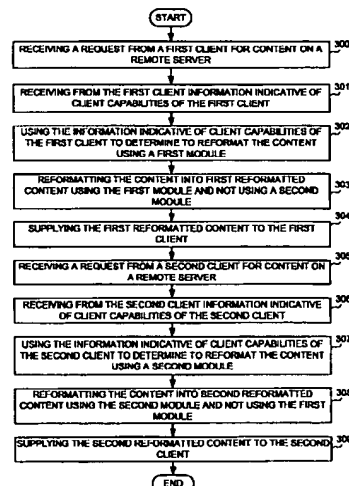 START
300
RECEIVING A REQUEST FROM A FIRST CLIENT FOR CONTENT ON A
REMOTE SERVER
301
RECEIVING FROM THE FIRST CLIENT INFORMATION INDICATIVE OF
CLIENT CAPABILITIES OF THE FIRST CLIENT
302
USING THE INFORMATION INDICATIVE OF CLIENT CAPABILITIES OF
THE FIRST CLIENT TO DETERMINE TO REFORMAT THE CONTENT
USING A FIRST MODULE
303
REFORMATTING THE CONTENT INTO FIRST REFORMATTED
CONTENT USING THE FIRST MODULE AND NOT USING A SECOND
MODULE
304
SUPPLYING THE FIRST REFORMATTED CONTENT TO THE FIRST
CLIENT
305
RECEIVING A REQUEST FROM A SECOND CLIENT FOR CONTENT ON
A REMOTE SERVER
306
RECEIVING FROM THE SECOND CLIENT INFORMATION INDICATIVE
OF CLIENT CAPABILITIES OF THE SECOND CLIENT
307
USING THE INFORMATION INDICATIVE OF CLIENT CAPABILITIES OF
THE SECOND CLIENT TO DETERMINE TO REFORMAT THE CONTENT
USING A SECOND MODULE
308
REFORMATTING THE CONTENT INTO SECOND REFORMATTED
CONTENT USING THE SECOND MODULE AND NOT USING THE FIRST
MODULE
309
SUPPLYING THE SECOND REFORMATTED CONTENT TO THE SECOND
CLIENT
END